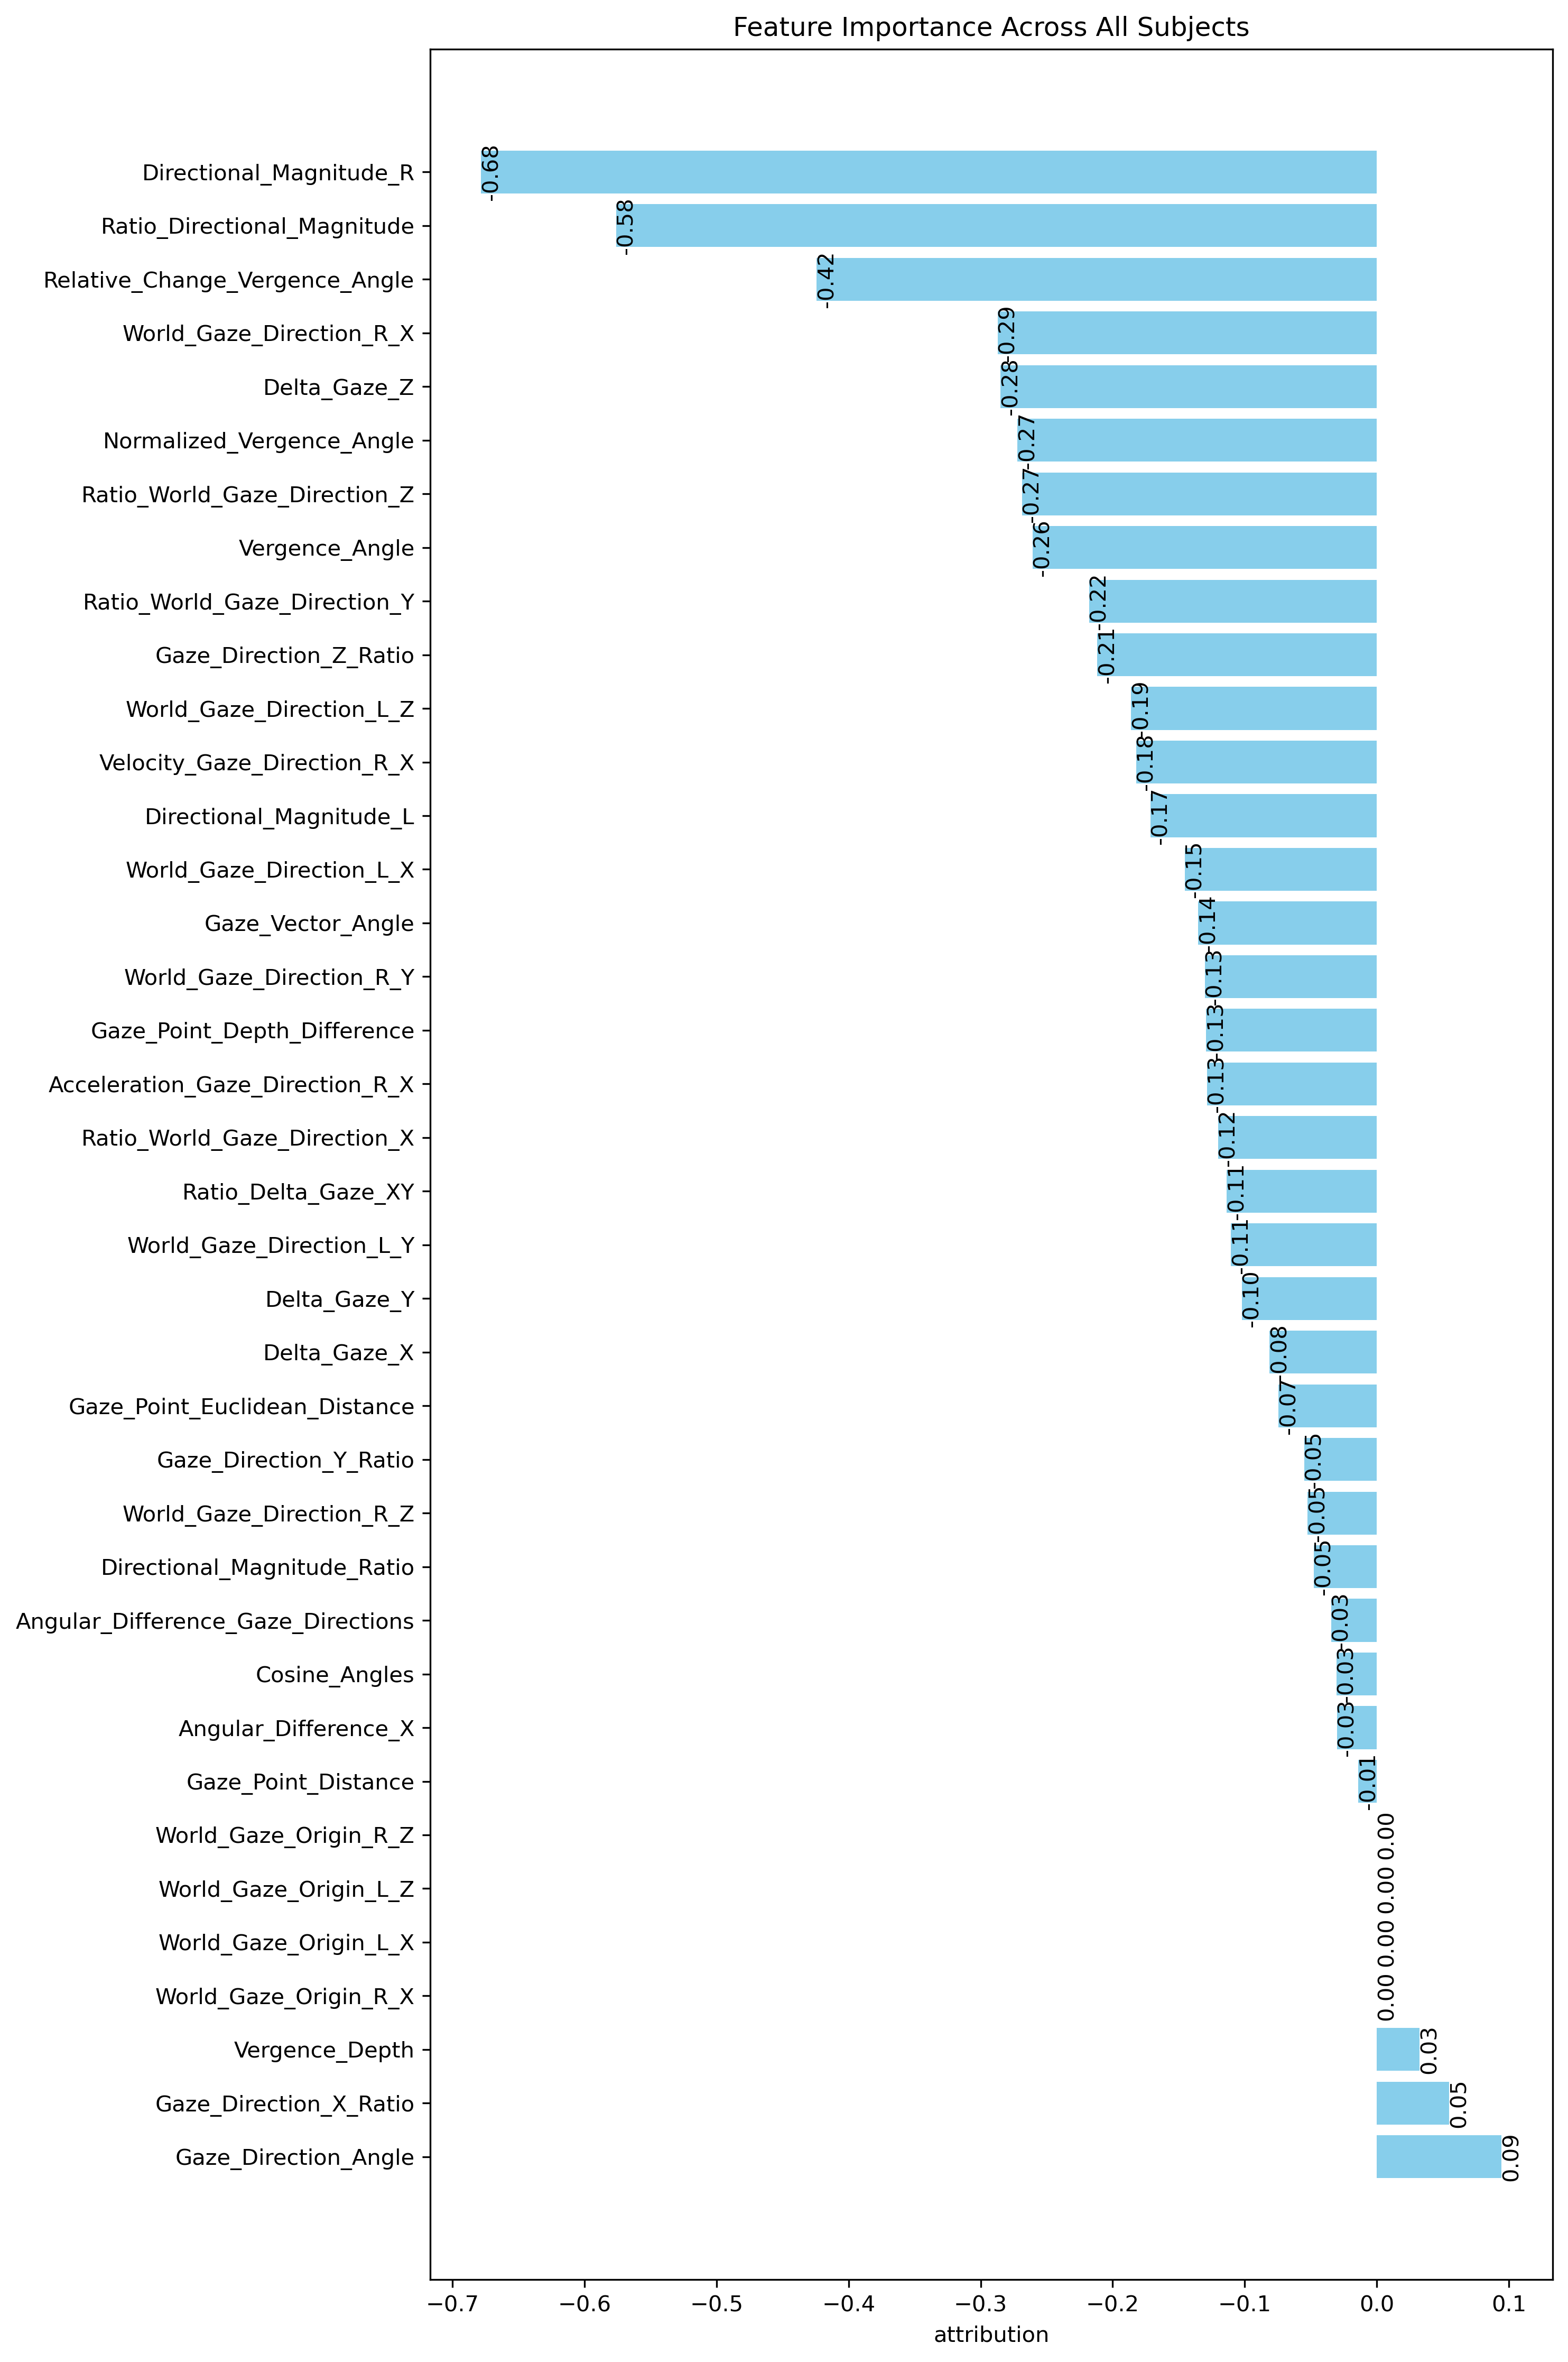 Feature Importance Across All Subjects
Directional_Magnitude_R -0.68
Ratio_Directional_Magnitude -0.58
Relative_Change_Vergence_Angle -0.42
World_Gaze_Direction_R_X -0.29
Delta_Gaze_Z -0.28
Normalized_Vergence_Angle -0.27
Ratio_World_Gaze_Direction_Z -0.27
Vergence_Angle -0.26
Ratio_World_Gaze_Direction_Y -0.22
Gaze_Direction_Z_Ratio -0.21
World_Gaze_Direction_L_Z -0.19
Velocity_Gaze_Direction_R_X -0.18
Directional_Magnitude_L -0.17
World_Gaze_Direction_L_X -0.15
Gaze_Vector_Angle -0.14
World_Gaze_Direction_R_Y -0.13
Gaze_Point_Depth_Difference -0.13
Acceleration_Gaze_Direction_R_X -0.13
Ratio_World_Gaze_Direction_X -0.12
Ratio_Delta_Gaze_XY -0.11
World_Gaze_Direction_L_Y -0.11
Delta_Gaze_Y -0.10
Delta_Gaze_X -0.08
Gaze_Point_Euclidean_Distance -0.07
Gaze_Direction_Y_Ratio -0.05
World_Gaze_Direction_R_Z -0.05
Directional_Magnitude_Ratio -0.05
Angular_Difference_Gaze_Directions -0.03
Cosine_Angles -0.03
Angular_Difference_X -0.03
Gaze_Point_Distance -0.01
World_Gaze_Origin_R_Z 0.00
World_Gaze_Origin_L_Z 0.00
World_Gaze_Origin_L_X 0.00
World_Gaze_Origin_R_X 0.00
Vergence_Depth 0.03
Gaze_Direction_X_Ratio 0.05
Gaze_Direction_Angle 0.09
−0.7 −0.6 −0.5 −0.4 −0.3 −0.2 −0.1 0.0 0.1
attribution